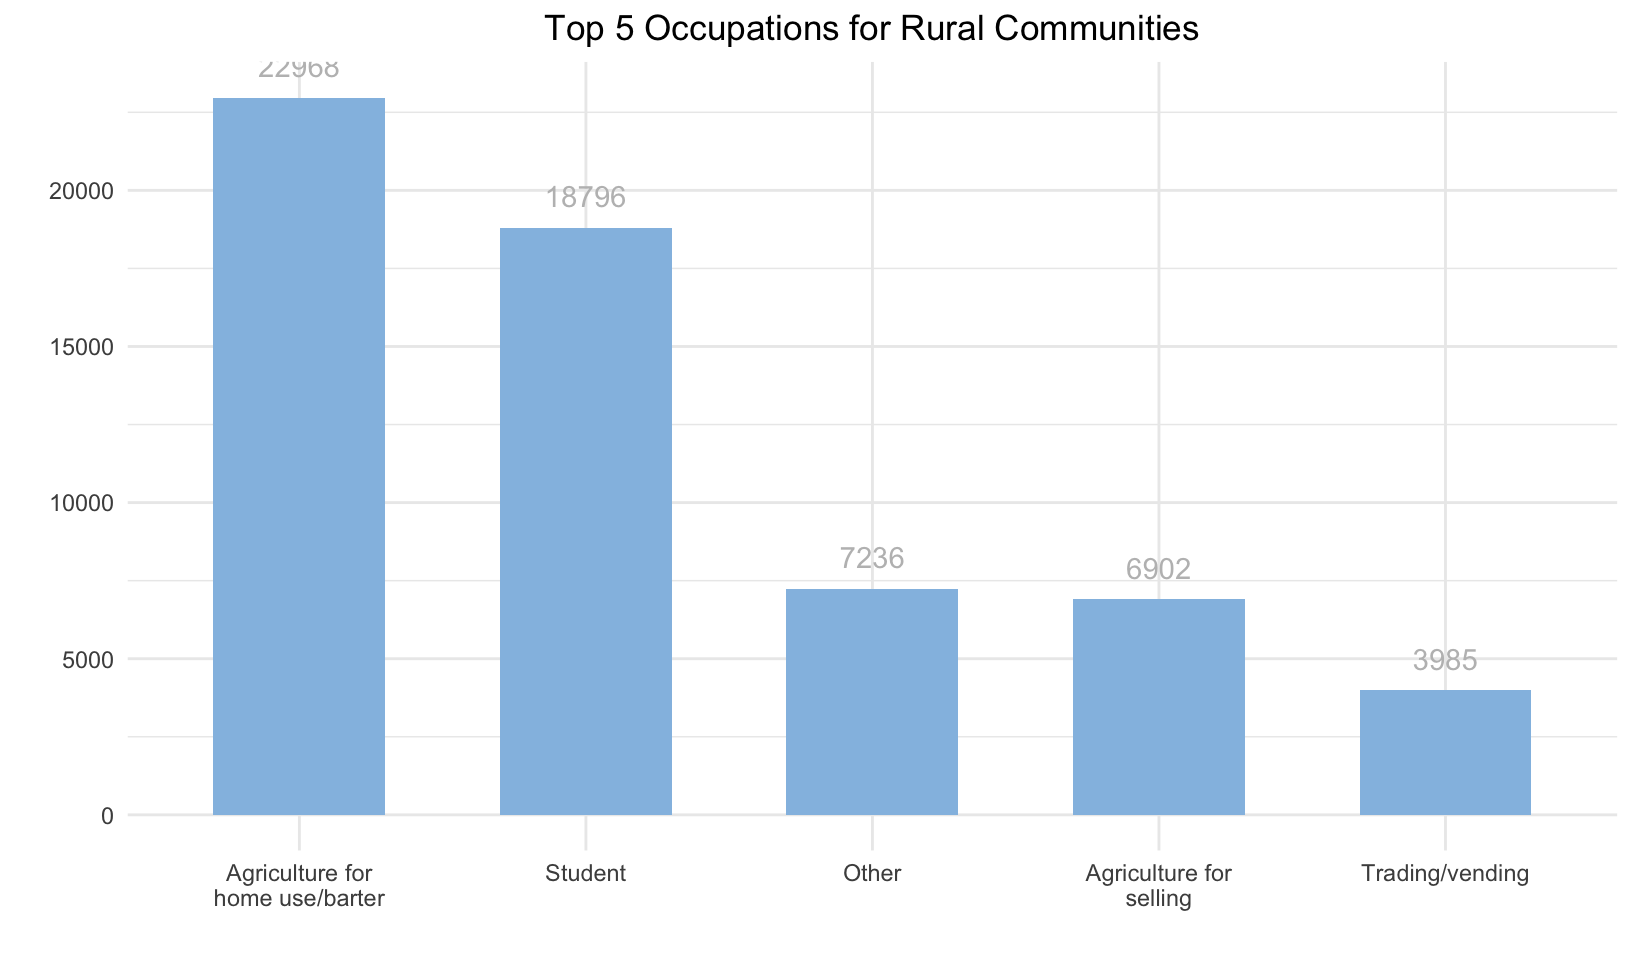 Top 5 Occupations for Rural Communities
22968
18796
7236
6902
3985
20000
15000
10000
5000
0
Agriculture for
home use/barter
Student
Other
Agriculture for
selling
Trading/vending